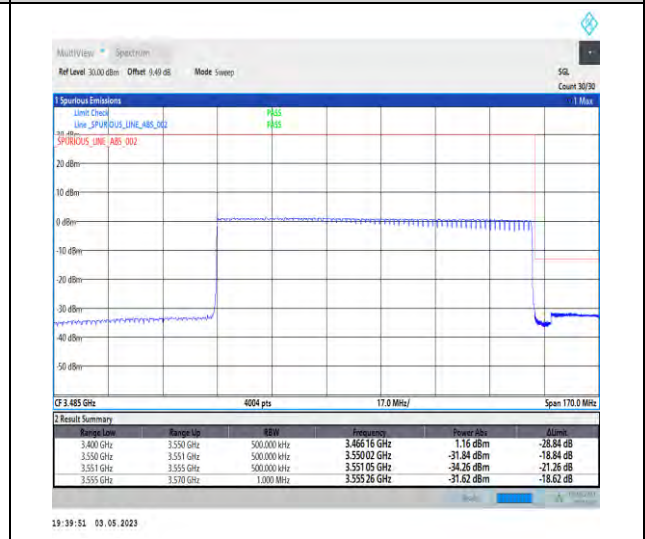 MultiView Spectrum
Ref Level 30.00 dBm Offset 9.49 dB Mode Sweep SGL
Count 30/30
1 Spurious Emissions 1 Max
Limit Check PASS
Line _SPURIOUS_LINE_ABS_002 PASS
30 dBm
_SPURIOUS_LINE_ABS_002
20 dBm
10 dBm
0 dBm
-10 dBm
-20 dBm
-30 dBm
-40 dBm
-50 dBm
CF 3.485 GHz 4004 pts 17.0 MHz/ Span 170.0 MHz
2 Result Summary
Range Low Range Up RBW Frequency Power Abs ΔLimit
3.400 GHz 3.550 GHz 500.000 kHz 3.466 16 GHz 1.16 dBm -28.84 dB
3.550 GHz 3.551 GHz 500.000 kHz 3.550 02 GHz -31.84 dBm -18.84 dB
3.551 GHz 3.555 GHz 500.000 kHz 3.551 05 GHz -34.26 dBm -21.26 dB
3.555 GHz 3.570 GHz 1.000 MHz 3.555 26 GHz -31.62 dBm -18.62 dB
19:39:51 03.05.2023